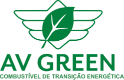 AV GREEN
COMBUSTÍVEL DE TRANSIÇÃO ENERGÉTICA